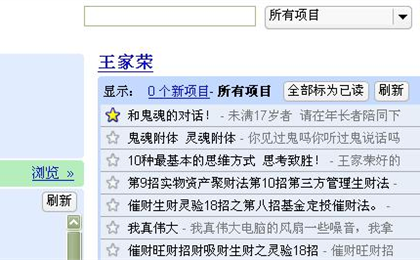 所有项目
王家荣
显示： 0 个新项目- 所有项目 全部标为已读 刷新
和鬼魂的对话！ - 未满17岁者 请在年长者陪同下
鬼魂附体 灵魂附体 - 你见过鬼吗你听过鬼说话吗
浏览 »
10种最基本的思维方式 思考致胜！ - 王家荣好的
第9招实物资产聚财法第10招第三方管理生财法 -
刷新
催财生财灵验18招之第八招基金定投催财法。 -
我真伟大 - 我真伟大电脑的风扇一些噪音，我拿
催财旺财招财吸财生财之灵验18招 - 催财旺财招